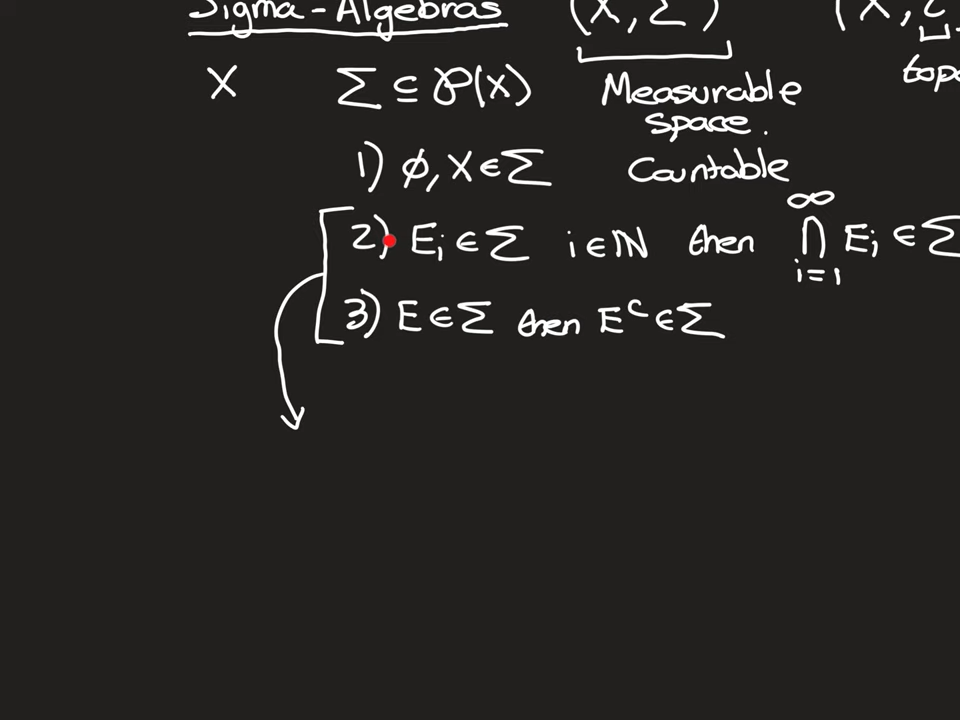 Sigma-Algebras (X, Σ) (X, τ
X Σ ⊆ ℘(X) Measurable space.
1) ∅, X ∈ Σ Countable
2) Eᵢ ∈ Σ i ∈ ℕ then ∞ ⋂ i=1 Eᵢ ∈ Σ
3) E ∈ Σ then Eᶜ ∈ Σ